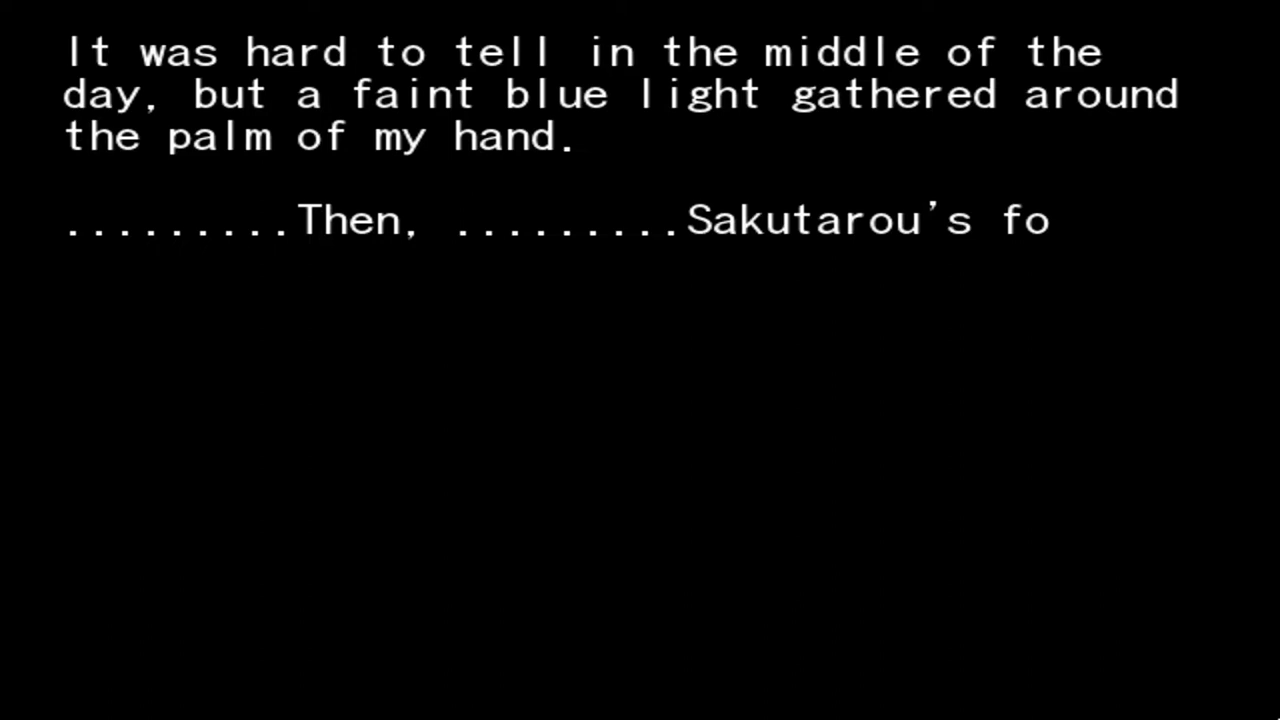 It was hard to tell in the middle of the
day, but a faint blue light gathered around
the palm of my hand.
.........Then, .........Sakutarou's fo